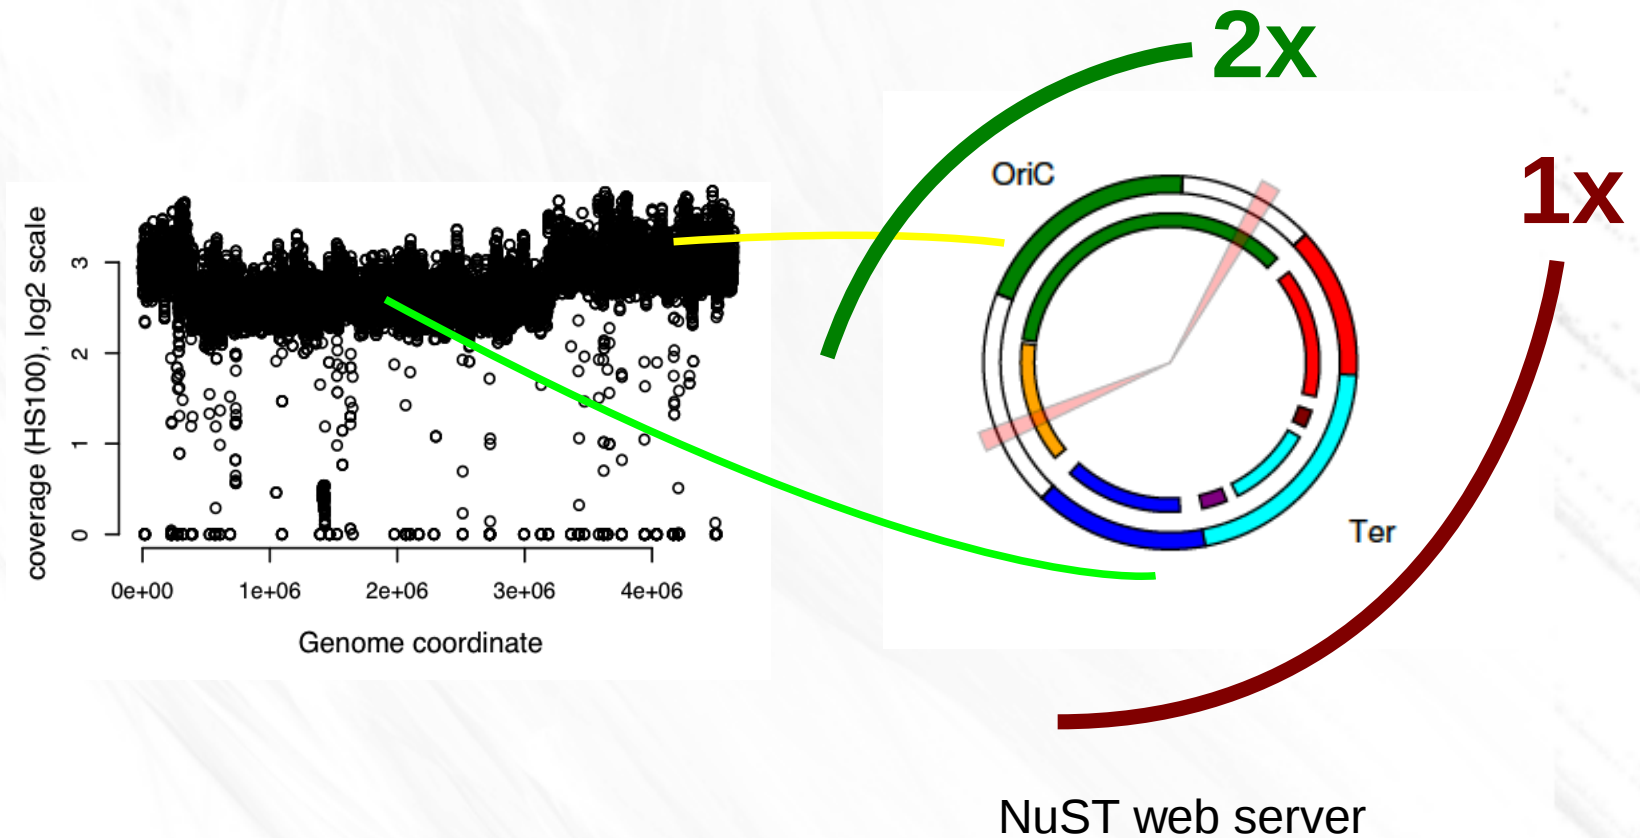 2x
OriC
1x
coverage (HS100), log2 scale
3
2
1
0
0e+00 1e+06 2e+06 3e+06 4e+06
Genome coordinate
Ter
NuST web server